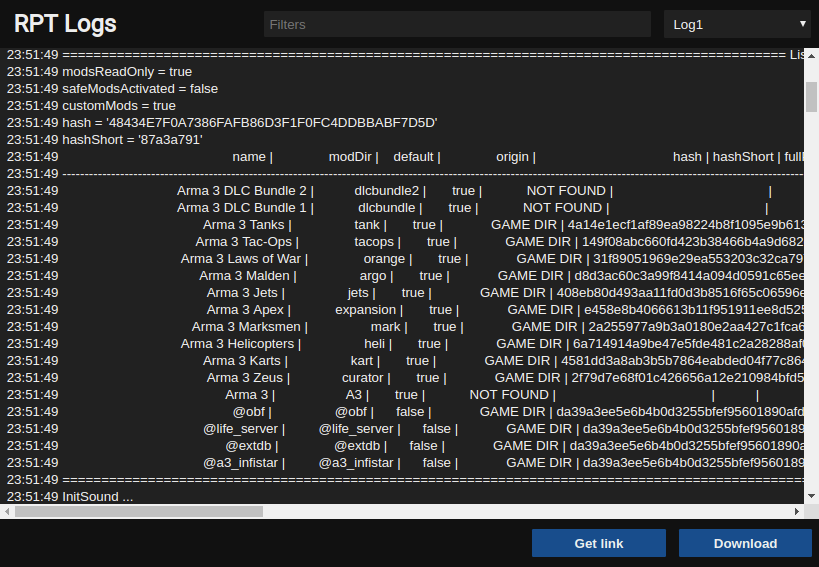 RPT Logs
Filters
Log1
23:51:49 ============================================================================================= Lis
23:51:49 modsReadOnly = true
23:51:49 safeModsActivated = false
23:51:49 customMods = true
23:51:49 hash = '48434E7F0A7386FAFB86D3F1F0FC4DDBBABF7D5D'
23:51:49 hashShort = '87a3a791'
23:51:49 name | modDir | default | origin | hash | hashShort | full
23:51:49 ----------------------------------------------------------------------------------------------------
23:51:49 Arma 3 DLC Bundle 2 | dlcbundle2 | true | NOT FOUND | |
23:51:49 Arma 3 DLC Bundle 1 | dlcbundle | true | NOT FOUND | |
23:51:49 Arma 3 Tanks | tank | true | GAME DIR | 4a14e1ecf1af89ea98224b8f1095e9b613
23:51:49 Arma 3 Tac-Ops | tacops | true | GAME DIR | 149f08abc660fd423b38466b4a9d682
23:51:49 Arma 3 Laws of War | orange | true | GAME DIR | 31f89051969e29ea553203c32ca79
23:51:49 Arma 3 Malden | argo | true | GAME DIR | d8d3ac60c3a99f8414a094d0591c65ee
23:51:49 Arma 3 Jets | jets | true | GAME DIR | 408eb80d493aa11fd0d3b8516f65c06596e
23:51:49 Arma 3 Apex | expansion | true | GAME DIR | e458e8b4066613b11f951911ee8d525
23:51:49 Arma 3 Marksmen | mark | true | GAME DIR | 2a255977a9b3a0180e2aa427c1fca6
23:51:49 Arma 3 Helicopters | heli | true | GAME DIR | 6a714914a9be47e5fde481c2a28288af
23:51:49 Arma 3 Karts | kart | true | GAME DIR | 4581dd3a8ab3b5b7864eabded04f77c864
23:51:49 Arma 3 Zeus | curator | true | GAME DIR | 2f79d7e68f01c426656a12e210984bfd5
23:51:49 Arma 3 | A3 | true | NOT FOUND | | |
23:51:49 @obf | @obf | false | GAME DIR | da39a3ee5e6b4b0d3255bfef95601890afd
23:51:49 @life_server | @life_server | false | GAME DIR | da39a3ee5e6b4b0d3255bfef9560189
23:51:49 @extdb | @extdb | false | GAME DIR | da39a3ee5e6b4b0d3255bfef95601890a
23:51:49 @a3_infistar | @a3_infistar | false | GAME DIR | da39a3ee5e6b4b0d3255bfef9560189
23:51:49 ====================================================================================================
23:51:49 InitSound ...
Get link
Download